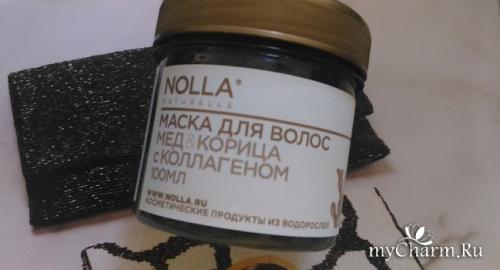 NOLLA®
NATURELLE
МАСКА ДЛЯ ВОЛОС
МЕД&КОРИЦА
с КОЛЛАГЕНОМ
100МЛ
WWW.NOLLA.RU
КОСМЕТИЧЕСКИЕ ПРОДУКТЫ ИЗ ВОДОРОСЛЕЙ
myCharm.Ru